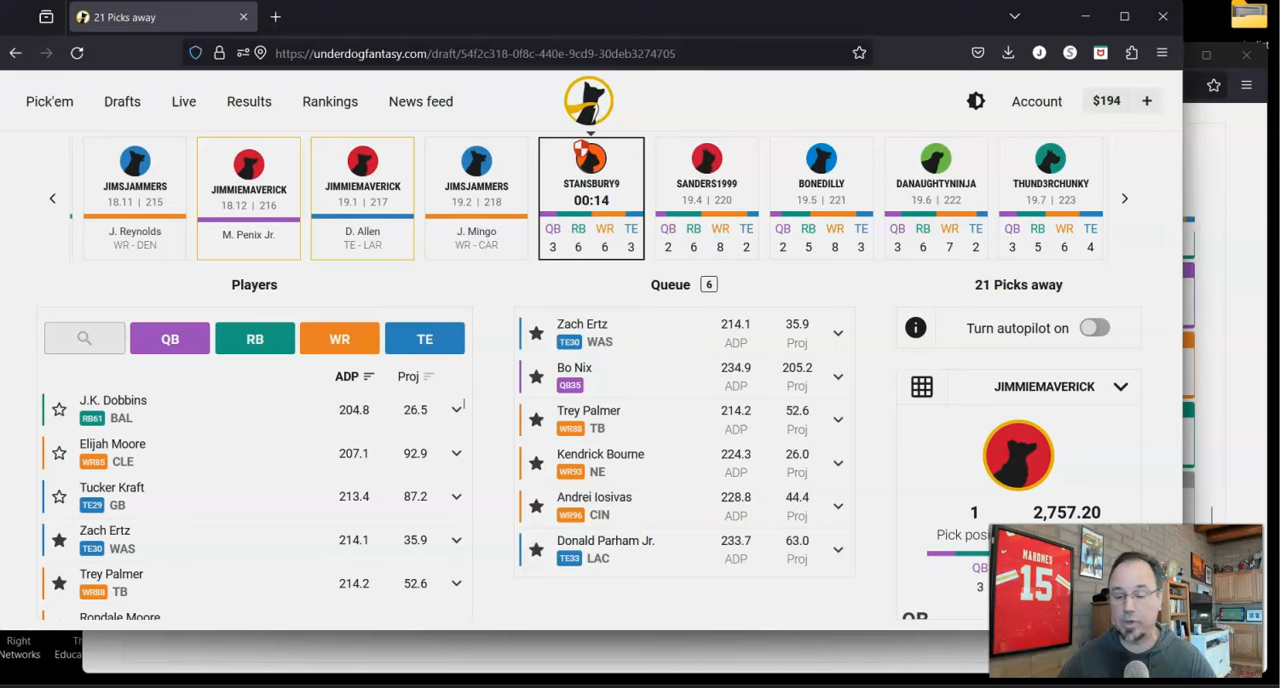 21 Picks away
https://underdogfantasy.com/draft/54f2c318-0f8c-440e-9cd9-30deb3274705
Pick'em Drafts Live Results Rankings News feed
Account $194 +
JIMSJAMMERS
18.11 | 215
J. Reynolds
WR - DEN
JIMMIEMAVERICK
18.12 | 216
M. Penix Jr.
JIMMIEMAVERICK
19.1 | 217
D. Allen
TE - LAR
JIMSJAMMERS
19.2 | 218
J. Mingo
WR - CAR
STANSBURY9
00:14
QB RB WR TE
3 6 6 3
SANDERS1999
19.4 | 220
QB RB WR TE
2 6 8 2
BONEDILLY
19.5 | 221
QB RB WR TE
2 5 8 3
DANAUGHTYNINJA
19.6 | 222
QB RB WR TE
3 6 7 2
THUND3RCHUNKY
19.7 | 223
QB RB WR TE
3 5 6 4
Players
QB RB WR TE
ADP Proj
J.K. Dobbins
RB61 BAL
204.8 26.5
Elijah Moore
WR85 CLE
207.1 92.9
Tucker Kraft
TE29 GB
213.4 87.2
Zach Ertz
TE30 WAS
214.1 35.9
Trey Palmer
WR88 TB
214.2 52.6
Rondale Moore
Queue 6
Zach Ertz
TE30 WAS
214.1 35.9
ADP Proj
Bo Nix
QB35
234.9 205.2
ADP Proj
Trey Palmer
WR88 TB
214.2 52.6
ADP Proj
Kendrick Bourne
WR93 NE
224.3 26.0
ADP Proj
Andrei Iosivas
WR96 CIN
228.8 44.4
ADP Proj
Donald Parham Jr.
TE33 LAC
233.7 63.0
ADP Proj
21 Picks away
Turn autopilot on
JIMMIEMAVERICK
1 2,757.20
Pick posi
QB
3
QB
MAHOMES
15
Right
Networks
Th
Educa